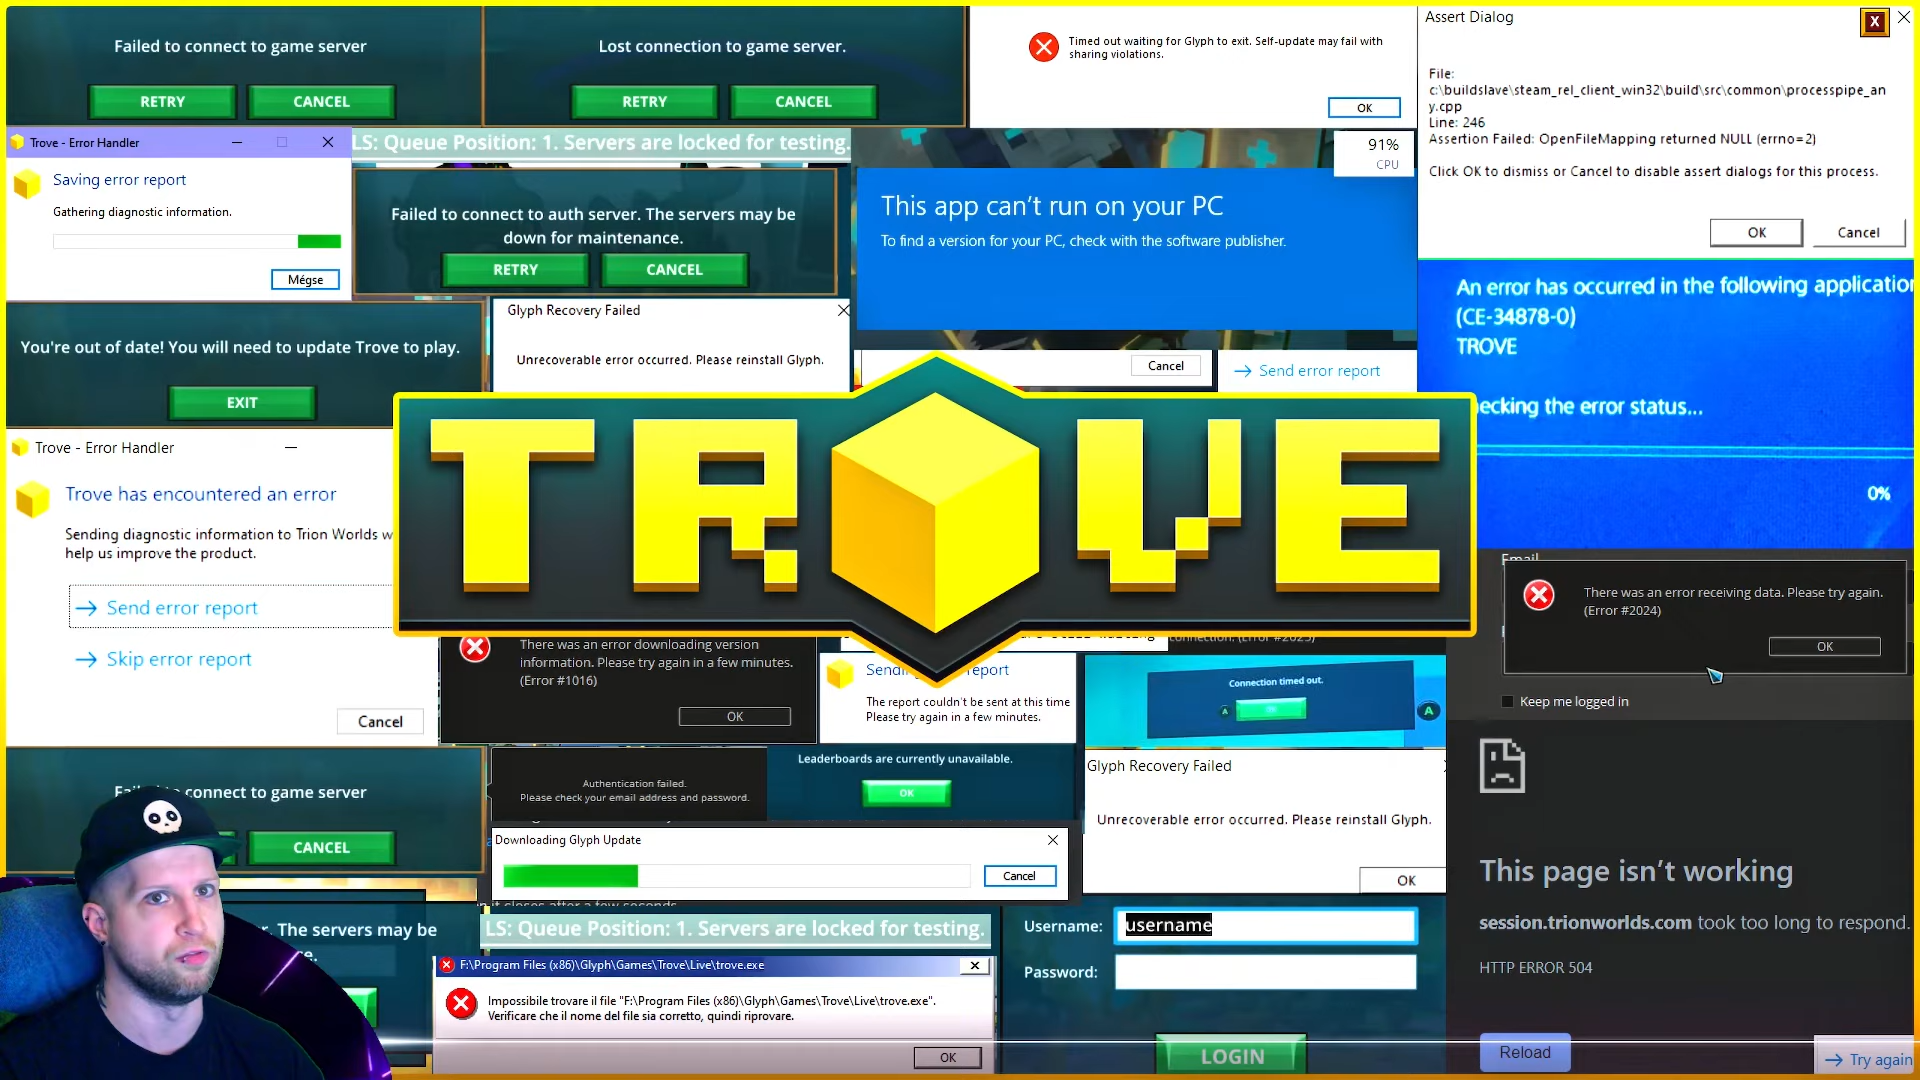 Failed to connect to game server
RETRY
CANCEL
Lost connection to game server.
RETRY
CANCEL
Timed out waiting for Glyph to exit. Self-update may fail with
sharing violations.
OK
Assert Dialog
X
File:
c:\buildslave\steam_rel_client_win32\build\src\common\processpipe_an
y.cpp
Line: 246
Assertion Failed: OpenFileMapping returned NULL (errno=2)
Click OK to dismiss or Cancel to disable assert dialogs for this process.
OK
Cancel
Trove - Error Handler
Saving error report
Gathering diagnostic information.
Mégse
LS: Queue Position: 1. Servers are locked for testing.
Failed to connect to auth server. The servers may be
down for maintenance.
RETRY
CANCEL
91%
CPU
This app can't run on your PC
To find a version for your PC, check with the software publisher.
An error has occurred in the following application
(CE-34878-0)
TROVE
ecking the error status...
0%
You're out of date! You will need to update Trove to play.
EXIT
Glyph Recovery Failed
Unrecoverable error occurred. Please reinstall Glyph.
Cancel
Send error report
TROVE
Trove - Error Handler
Trove has encountered an error
Sending diagnostic information to Trion Worlds w
help us improve the product.
Send error report
Skip error report
Cancel
There was an error downloading version
information. Please try again in a few minutes.
(Error #1016)
OK
connection. (Error #2025)
Sending report
The report couldn't be sent at this time
Please try again in a few minutes.
Connection timed out.
A
A
Email
There was an error receiving data. Please try again.
(Error #2024)
OK
Keep me logged in
connect to game server
CANCEL
Authentication failed.
Please check your email address and password.
Leaderboards are currently unavailable.
OK
Glyph Recovery Failed
Unrecoverable error occurred. Please reinstall Glyph.
OK
Downloading Glyph Update
Cancel
it closes after a few seconds
This page isn't working
session.trionworlds.com took too long to respond.
HTTP ERROR 504
Reload
Try again
r. The servers may be
ce.
LS: Queue Position: 1. Servers are locked for testing.
F:\Program Files (x86)\Glyph\Games\Trove\Live\trove.exe
Impossibile trovare il file "F:\Program Files (x86)\Glyph\Games\Trove\Live\trove.exe".
Verificare che il nome del file sia corretto, quindi riprovare.
OK
Username:
username
Password:
LOGIN